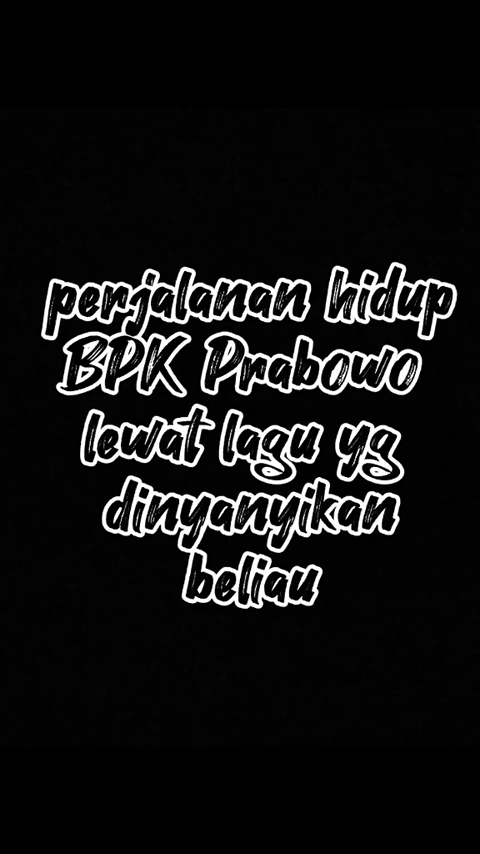 perjalanan hidup
BPK Prabowo
lewat lagu yg
dinyanyikan
beliau